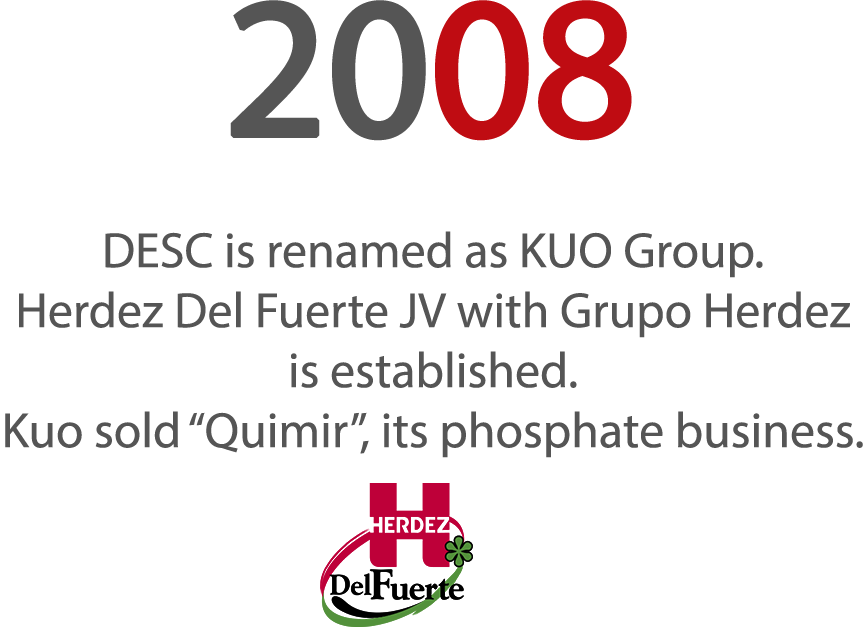 2008
DESC is renamed as KUO Group.
Herdez Del Fuerte JV with Grupo Herdez
is established.
Kuo sold “Quimir”, its phosphate business.
H
HERDEZ
DelFuerte